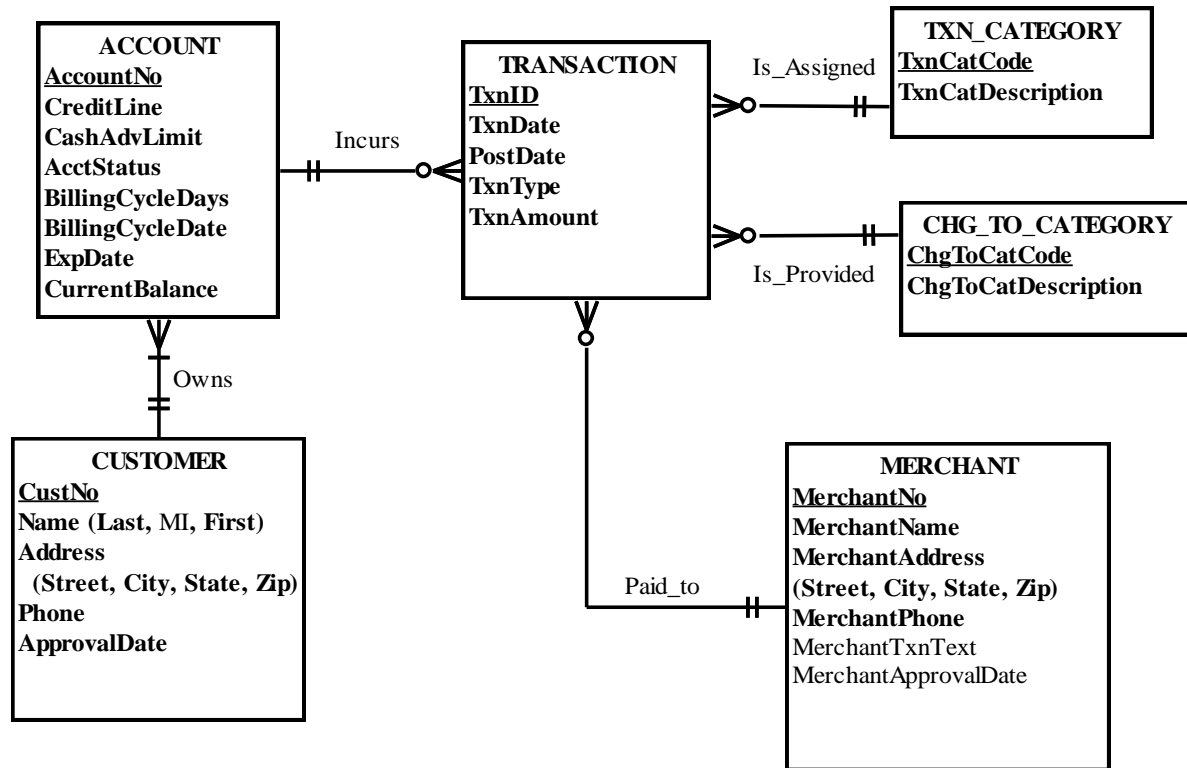 ACCOUNT
AccountNo
CreditLine
CashAdvLimit
AcctStatus
BillingCycleDays
BillingCycleDate
ExpDate
CurrentBalance
Incurs
TRANSACTION
TxnID
TxnDate
PostDate
TxnType
TxnAmount
Is_Assigned
TXN_CATEGORY
TxnCatCode
TxnCatDescription
Is_Provided
CHG_TO_CATEGORY
ChgToCatCode
ChgToCatDescription
Owns
CUSTOMER
CustNo
Name (Last, MI, First)
Address
(Street, City, State, Zip)
Phone
ApprovalDate
Paid_to
MERCHANT
MerchantNo
MerchantName
MerchantAddress
(Street, City, State, Zip)
MerchantPhone
MerchantTxnText
MerchantApprovalDate